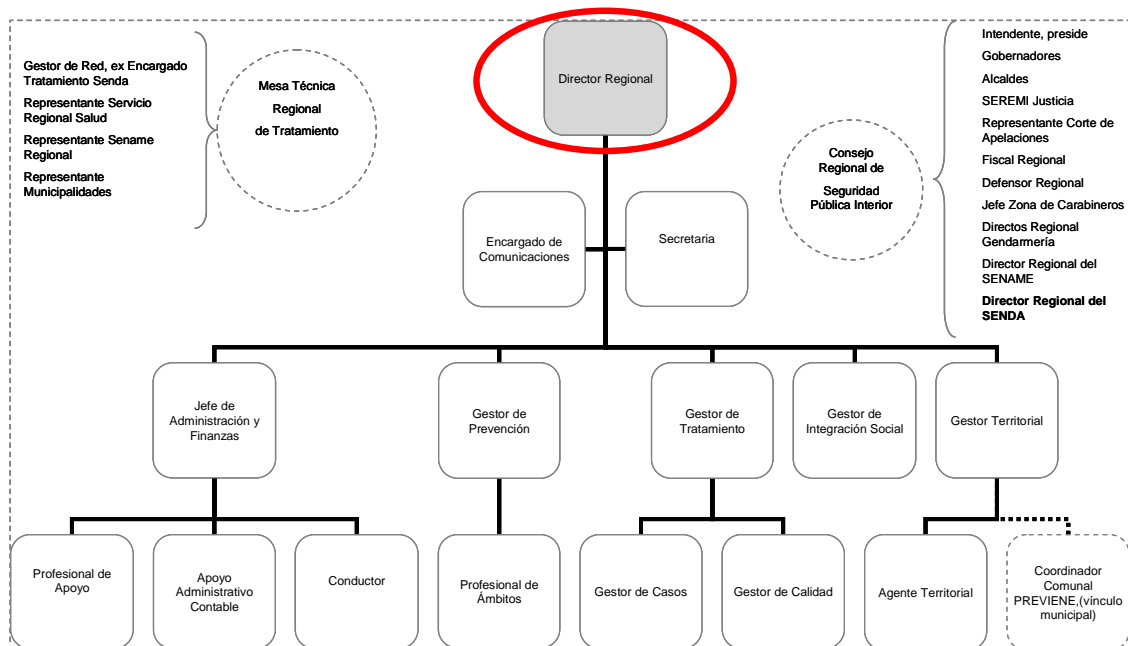 Gestor de Red, ex Encargado
Tratamiento Senda
Representante Servicio
Regional Salud
Representante Sename
Regional
Representante
Municipalidades
Mesa Técnica
Regional
de Tratamiento
Director Regional
Consejo
Regional de
Seguridad
Pública Interior
Intendente, preside
Gobernadores
Alcaldes
SEREMI Justicia
Representante Corte de
Apelaciones
Fiscal Regional
Defensor Regional
Jefe Zona de Carabineros
Directos Regional
Gendarmería
Director Regional del
SENAME
Director Regional del
SENDA
Encargado de
Comunicaciones
Secretaria
Jefe de
Administración y
Finanzas
Gestor de
Prevención
Gestor de
Tratamiento
Gestor de
Integración Social
Gestor Territorial
Profesional de
Apoyo
Apoyo
Administrativo
Contable
Conductor
Profesional de
Ámbitos
Gestor de Casos
Gestor de Calidad
Agente Territorial
Coordinador
Comunal
PREVIENE,(vínculo
municipal)